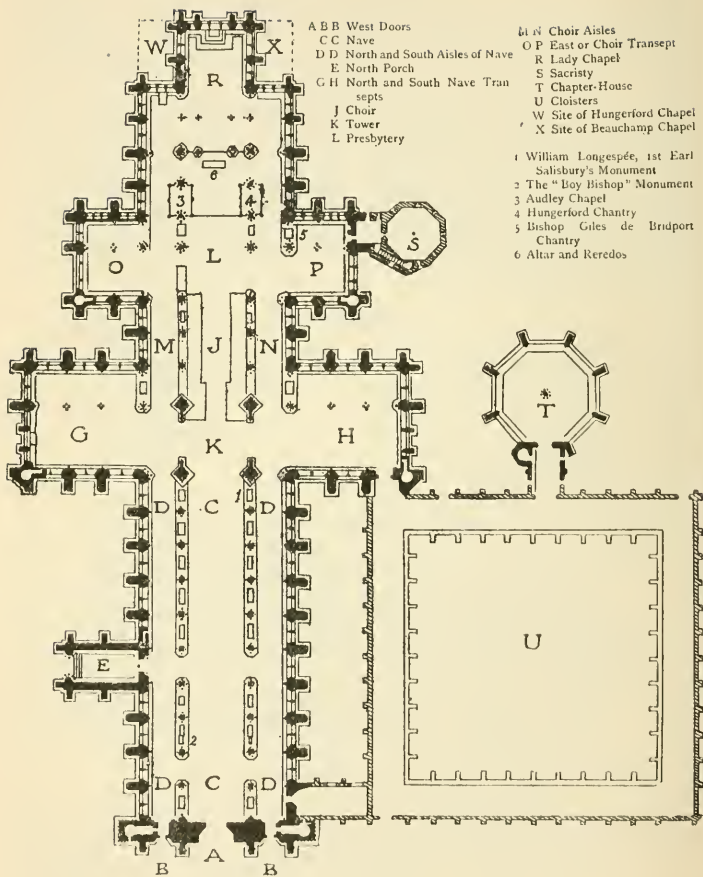 A B B West Doors
C C Nave
D D North and South Aisles of Nave
E North Porch
G H North and South Nave Tran
septs
J Choir
K Tower
L Presbytery
M N Choir Aisles
O P East or Choir Transept
R Lady Chapel
S Sacristy
T Chapter-House
U Cloisters
W Site of Hungerford Chapel
X Site of Beauchamp Chapel
1 William Longespée, 1st Earl
Salisbury's Monument
2 The "Boy Bishop" Monument
3 Audley Chapel
4 Hungerford Chantry
5 Bishop Giles de Bridport
Chantry
6 Altar and Reredos
W X
R
6
3 4
5
S
O L P
M J N
T
G K H
1
D C D
U
E
2
D C D
A
B B